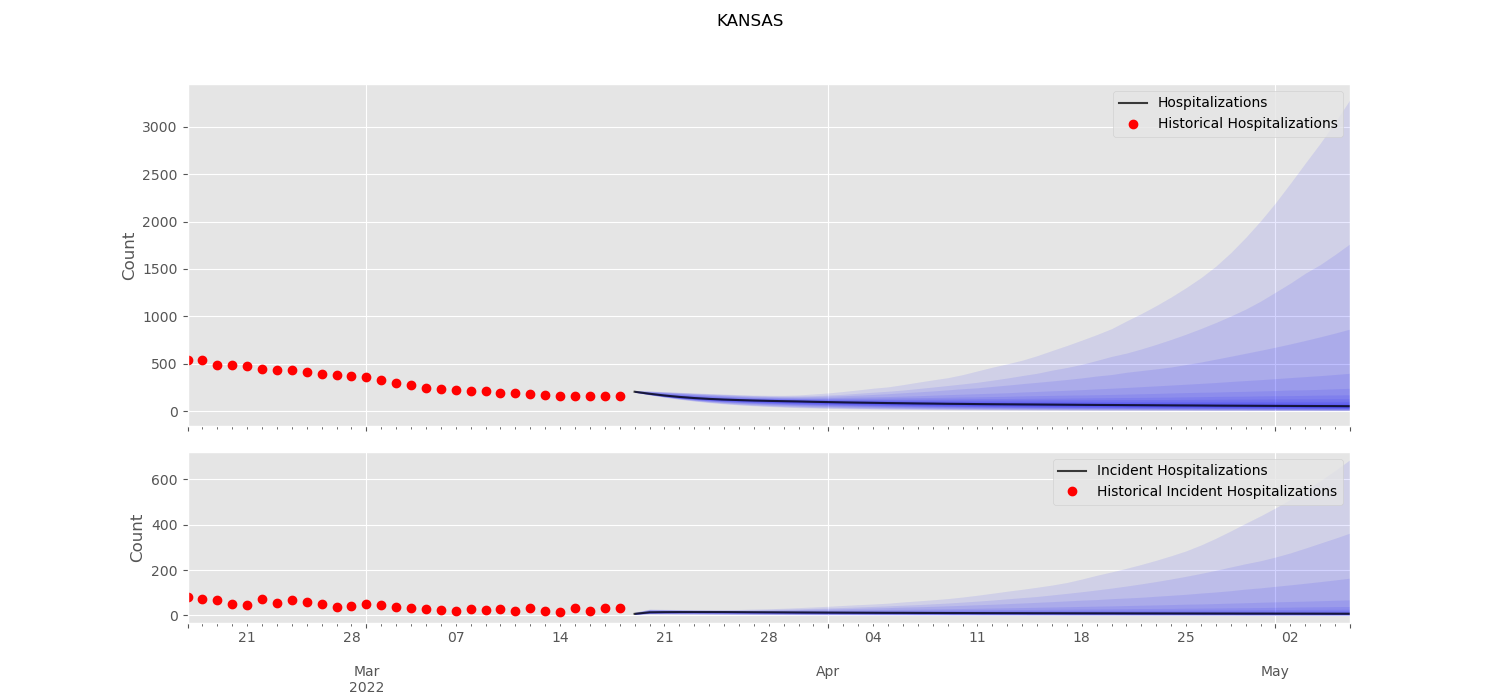 KANSAS
Hospitalizations
Historical Hospitalizations
3000
2500
2000
1500
1000
500
0
Count
Incident Hospitalizations
Historical Incident Hospitalizations
600
400
200
0
Count
21 28 07 14 21 28 04 11 18 25 02
Mar Apr May
2022